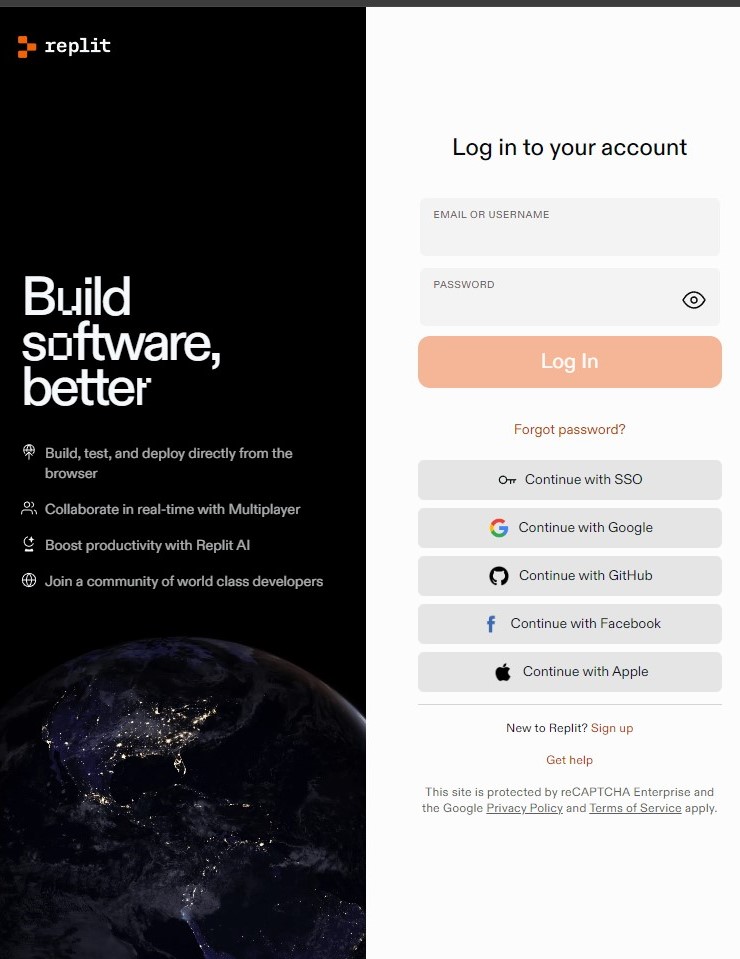 replit
Build
software,
better
Build, test, and deploy directly from the
browser
Collaborate in real-time with Multiplayer
Boost productivity with Replit AI
Join a community of world class developers
Log in to your account
EMAIL OR USERNAME
PASSWORD
Log In
Forgot password?
Continue with SSO
Continue with Google
Continue with GitHub
Continue with Facebook
Continue with Apple
New to Replit? Sign up
Get help
This site is protected by reCAPTCHA Enterprise and
the Google Privacy Policy and Terms of Service apply.